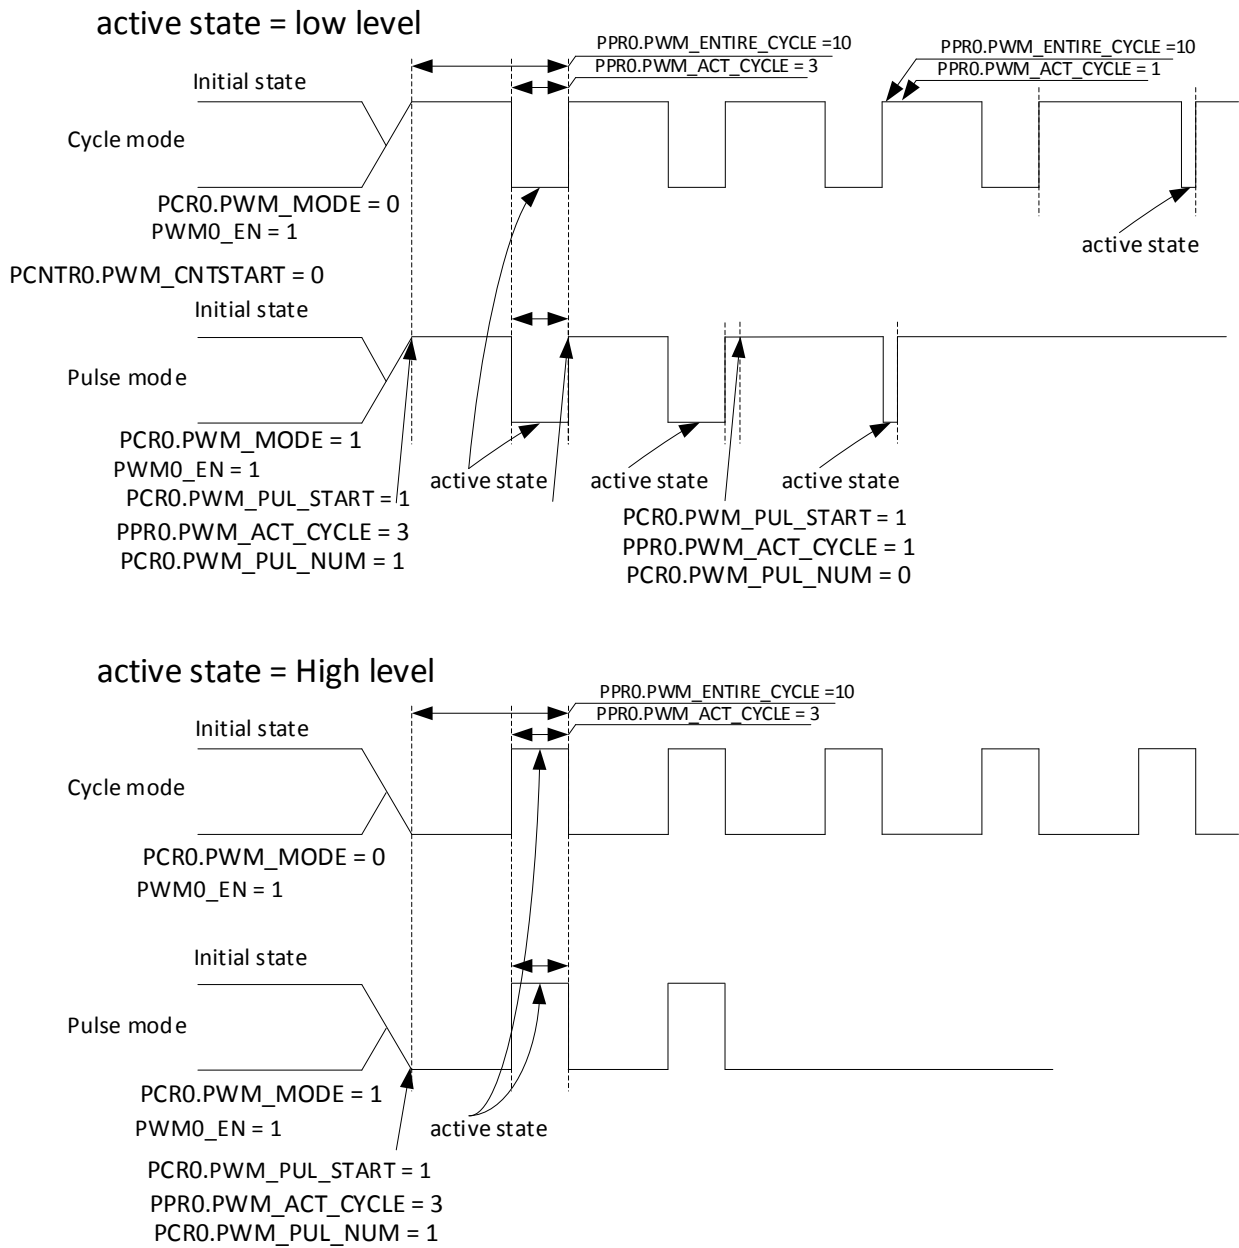 active state = low level
PPR0.PWM_ENTIRE_CYCLE =10
PPR0.PWM_ACT_CYCLE = 3
PPR0.PWM_ENTIRE_CYCLE=10
PPR0.PWM_ACT_CYCLE = 1
Initial state
Cycle mode
PCR0.PWM_MODE = 0
PWM0_EN = 1
active state
PCNTR0.PWM_CNTSTART = 0
Initial state
Pulse mode
PCR0.PWM_MODE = 1
PWM0_EN = 1
PCR0.PWM_PUL_START = 1
PPR0.PWM_ACT_CYCLE = 3
PCR0.PWM_PUL_NUM = 1
active state
active state
active state
PCR0.PWM_PUL_START = 1
PPR0.PWM_ACT_CYCLE = 1
PCR0.PWM_PUL_NUM = 0
active state = High level
PPR0.PWM_ENTIRE_CYCLE =10
PPR0.PWM_ACT_CYCLE = 3
Initial state
Cycle mode
PCR0.PWM_MODE = 0
PWM0_EN = 1
Initial state
Pulse mode
PCR0.PWM_MODE = 1
PWM0_EN = 1
active state
PCR0.PWM_PUL_START = 1
PPR0.PWM_ACT_CYCLE = 3
PCR0.PWM_PUL_NUM = 1